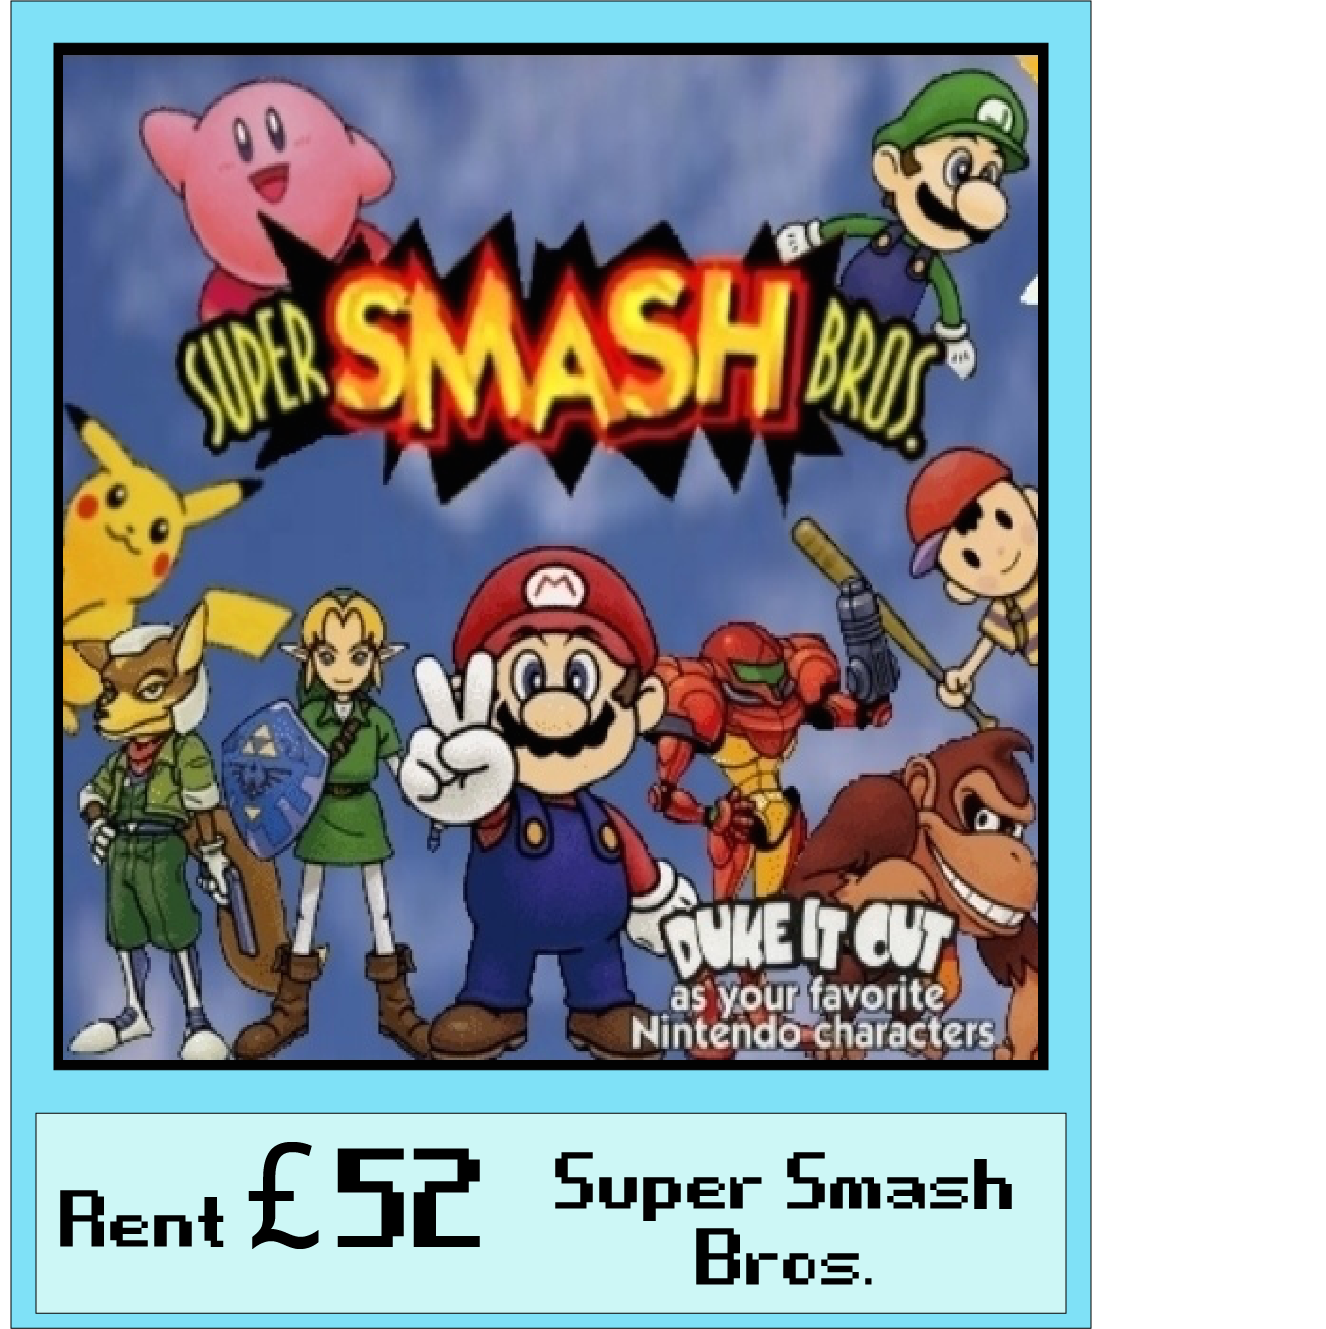 SUPER SMASH BROS.
M
DUKE IT OUT
as your favorite
Nintendo characters
Rent £52
Super Smash
Bros.